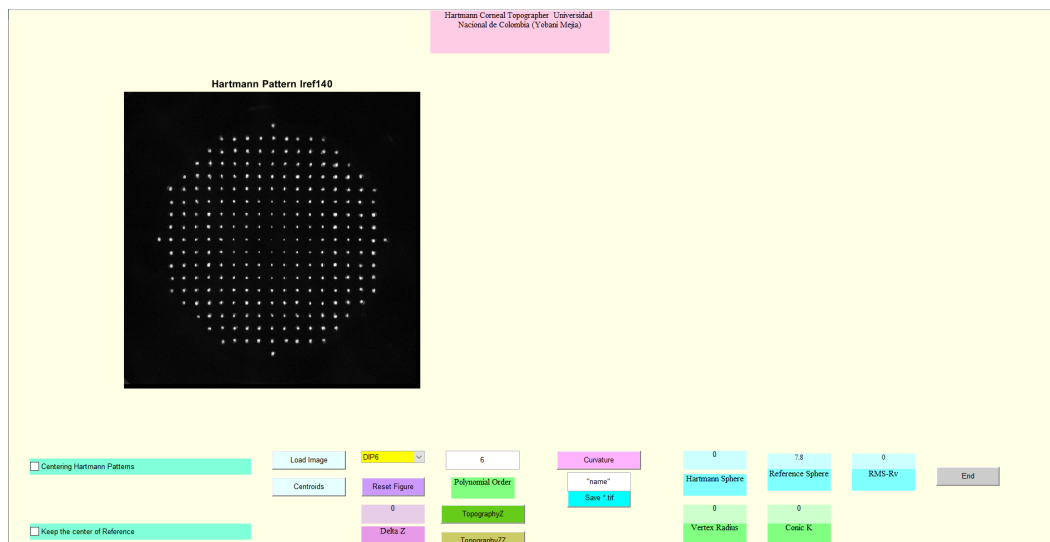 Hartmann Corneal Topographer Universidad
Nacional de Colombia (Yobani Mejia)
Hartmann Pattern Iref140
Centering Hartmann Patterns
Load Image
DIP6
6
Curvature
0
7.8
0
Centroids
Reset Figure
Polynomial Order
"name"
Save *.tif
Hartmann Sphere
Reference Sphere
RMS-Rv
End
Keep the center of Reference
0
Delta Z
TopographyZ
TopographyZZ
0
Vertex Radius
0
Conic K